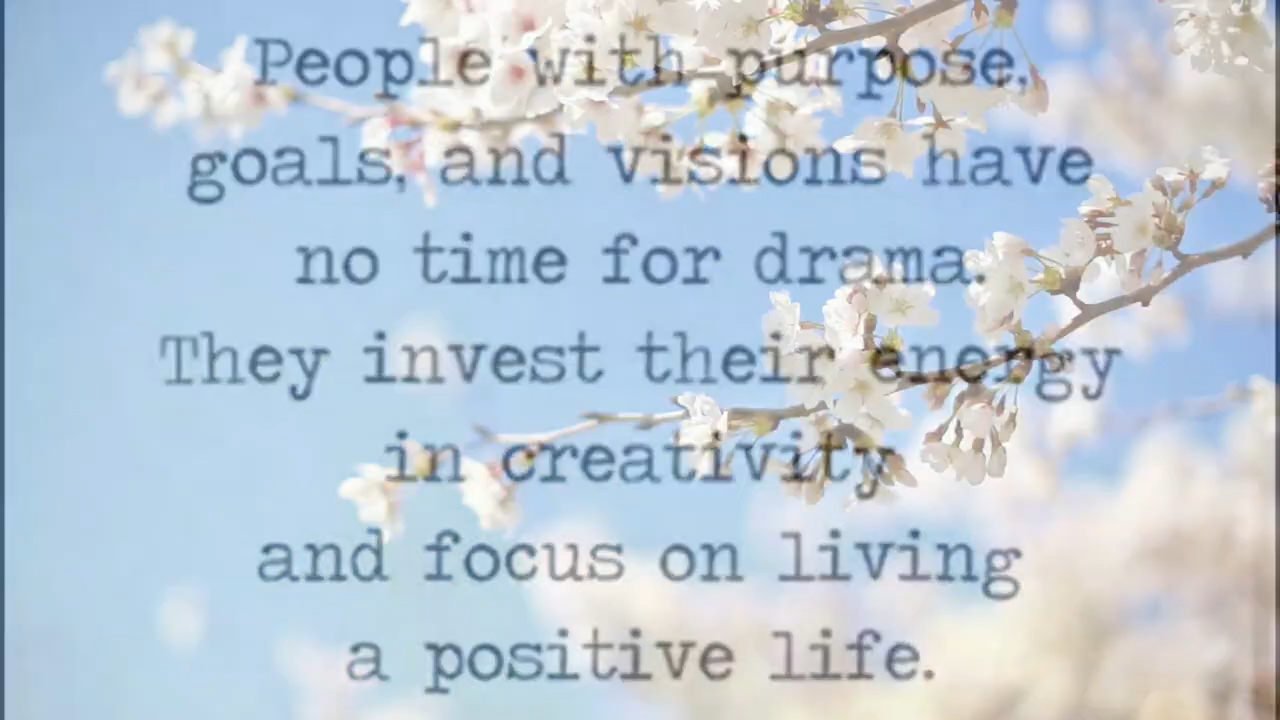 People with purpose,
goals, and visions have
no time for drama.
They invest their energy
in creativity
and focus on living
a positive life.